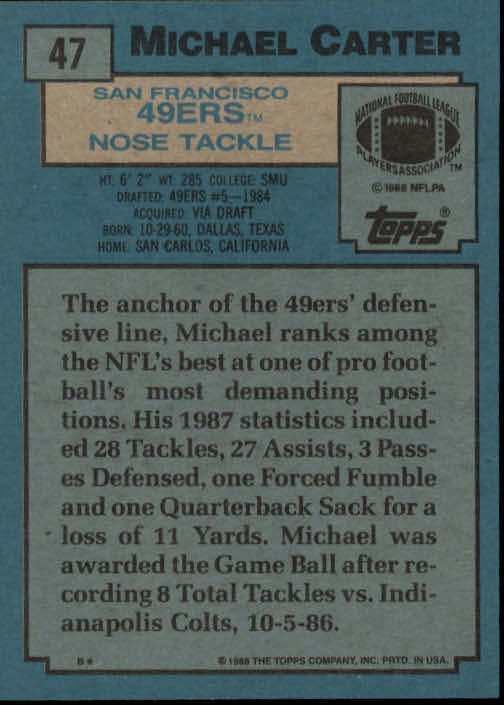 47
MICHAEL CARTER
SAN FRANCISCO
49ERS™
NOSE TACKLE
NATIONAL FOOTBALL LEAGUE
PLAYERS ASSOCIATION™
©1988 NFLPA
topps®
HT: 6' 2" WT: 285 COLLEGE: SMU
DRAFTED: 49ERS #5—1984
ACQUIRED: VIA DRAFT
BORN: 10-29-60, DALLAS, TEXAS
HOME: SAN CARLOS, CALIFORNIA
The anchor of the 49ers' defen-
sive line, Michael ranks among
the NFL's best at one of pro foot-
ball's most demanding posi-
tions. His 1987 statistics includ-
ed 28 Tackles, 27 Assists, 3 Pass-
es Defensed, one Forced Fumble
and one Quarterback Sack for a
loss of 11 Yards. Michael was
awarded the Game Ball after re-
cording 8 Total Tackles vs. Indi-
anapolis Colts, 10-5-86.
B*
© 1988 THE TOPPS COMPANY, INC. PRTD. IN USA.